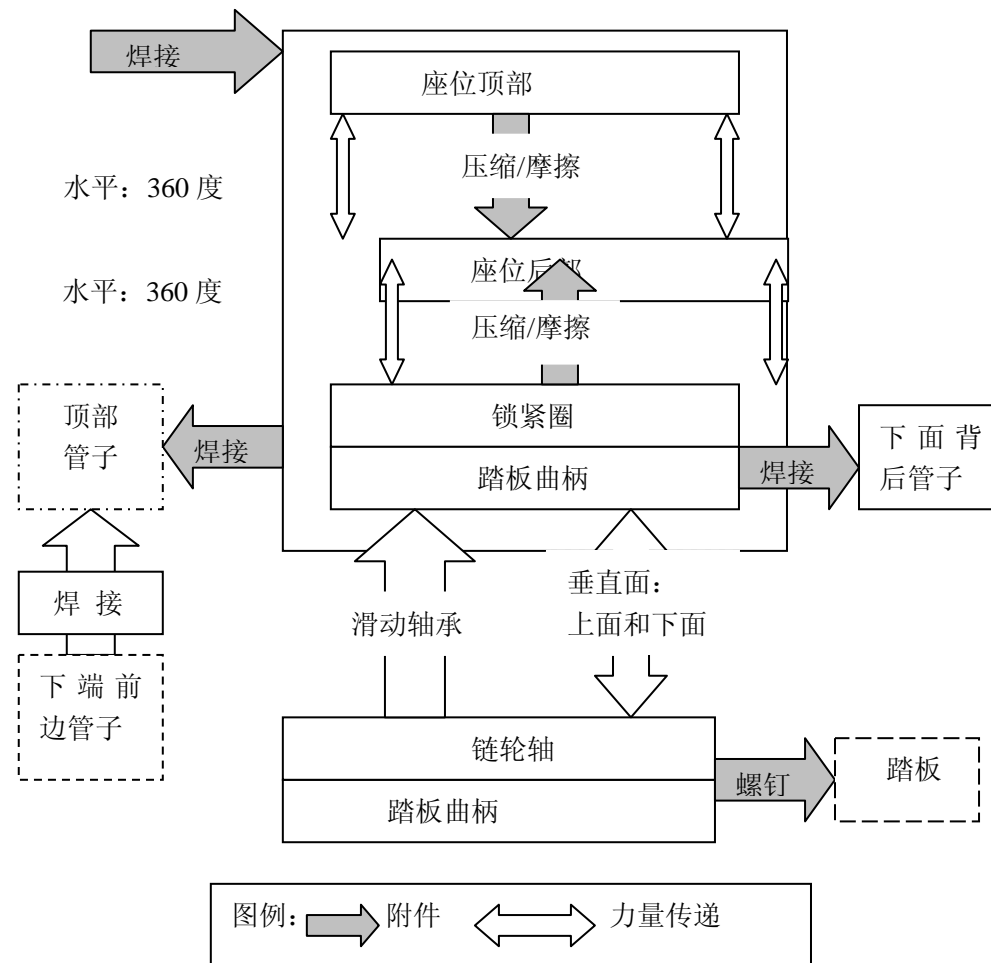 焊接
座位顶部
压缩/摩擦
水平：360 度
座位后部
水平：360 度
压缩/摩擦
顶部
管子
焊接
锁紧圈
踏板曲柄
焊接
下面背
后管子
焊 接
滑动轴承
垂直面：
上面和下面
下端前
边管子
链轮轴
踏板曲柄
螺钉
踏板
图例：
附件
力量传递